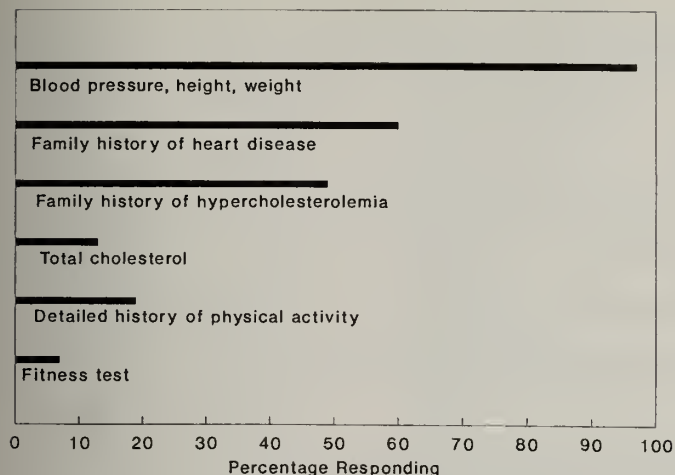 Blood pressure, height, weight
Family history of heart disease
Family history of hypercholesterolemia
Total cholesterol
Detailed history of physical activity
Fitness test
0 10 20 30 40 50 60 70 80 90 100
Percentage Responding